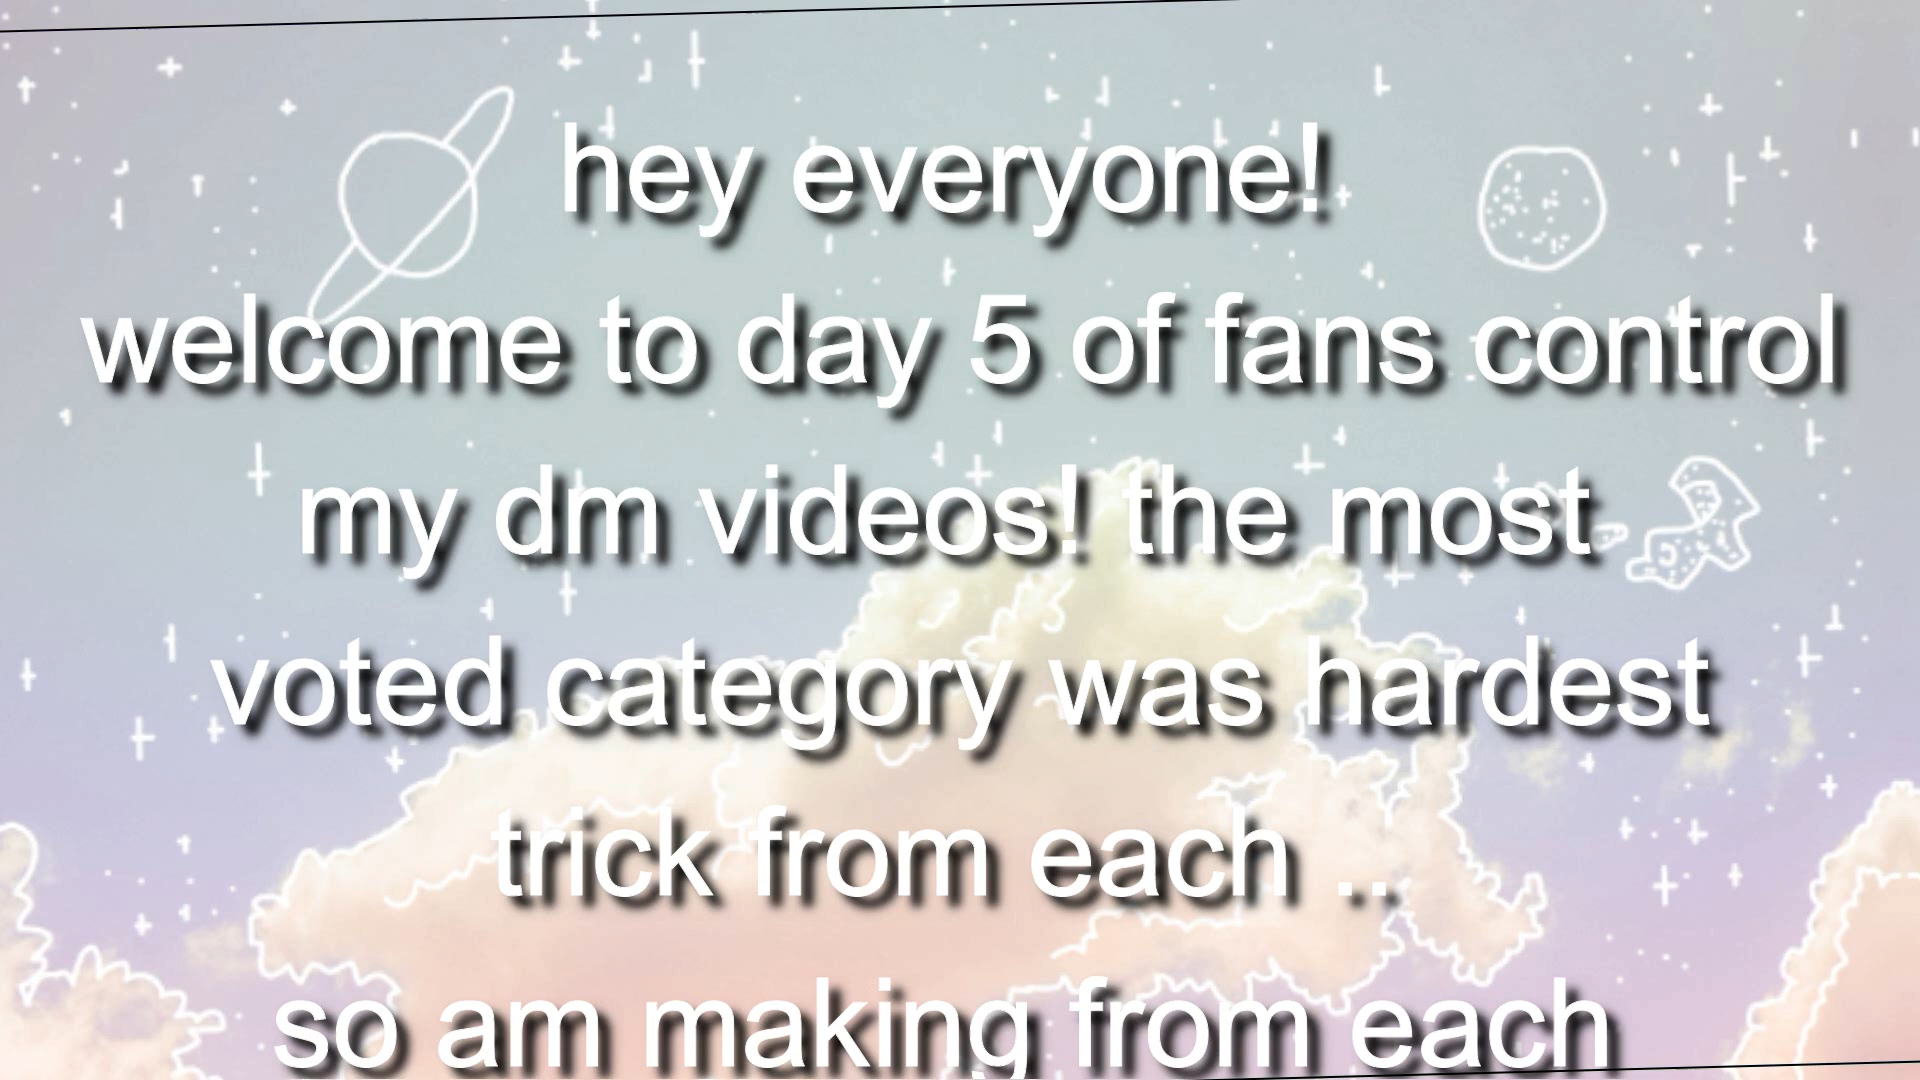 hey everyone!
welcome to day 5 of fans control
my dm videos! the most
voted category was hardest
trick from each ..
so am making from each